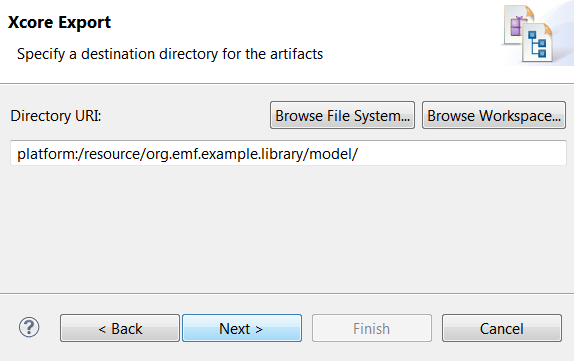 Xcore Export
Specify a destination directory for the artifacts
Directory URI: Browse File System... Browse Workspace...
platform:/resource/org.emf.example.library/model/
? < Back Next > Finish Cancel